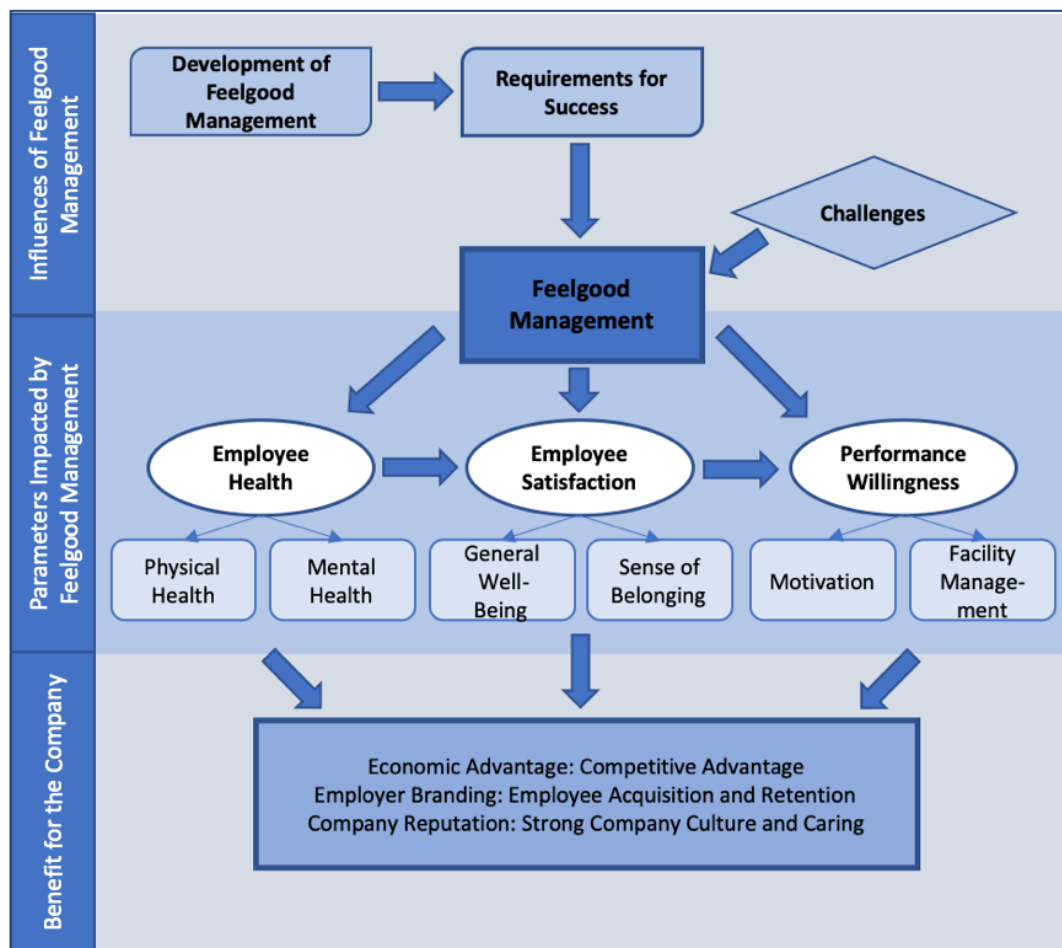 Influences of Feelgood
Management
Development of
Feelgood
Management
Requirements for
Success
Challenges
Feelgood
Management
Parameters Impacted by
Feelgood Management
Employee
Health
Employee
Satisfaction
Performance
Willingness
Physical
Health
Mental
Health
General
Well-
Being
Sense of
Belonging
Motivation
Facility
Manage-
ment
Benefit for the Company
Economic Advantage: Competitive Advantage
Employer Branding: Employee Acquisition and Retention
Company Reputation: Strong Company Culture and Caring